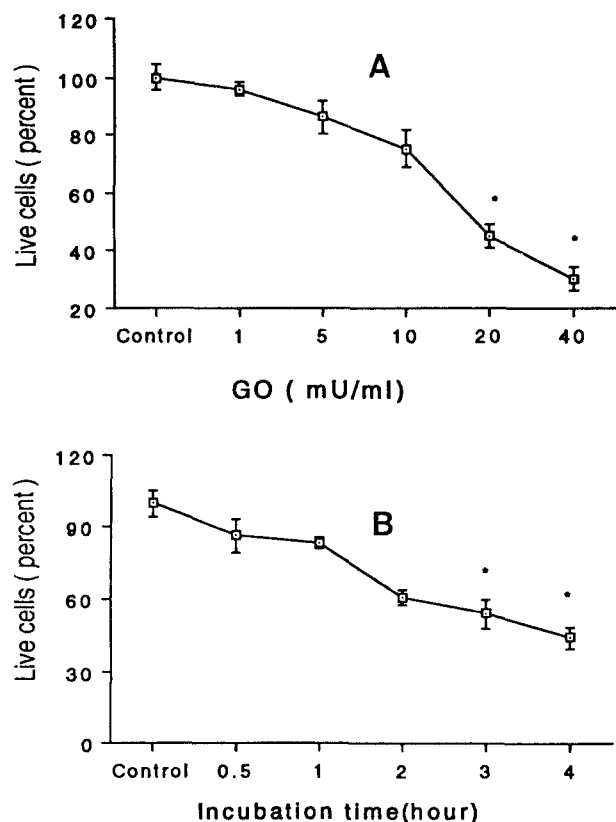 A
Live cells ( percent)
120
100
80
60
40
20
*
*
Control 1 5 10 20 40
GO ( mU/ml)
B
Live cells ( percent)
120
90
60
30
0
*
*
Control 0.5 1 2 3 4
Incubation time(hour)